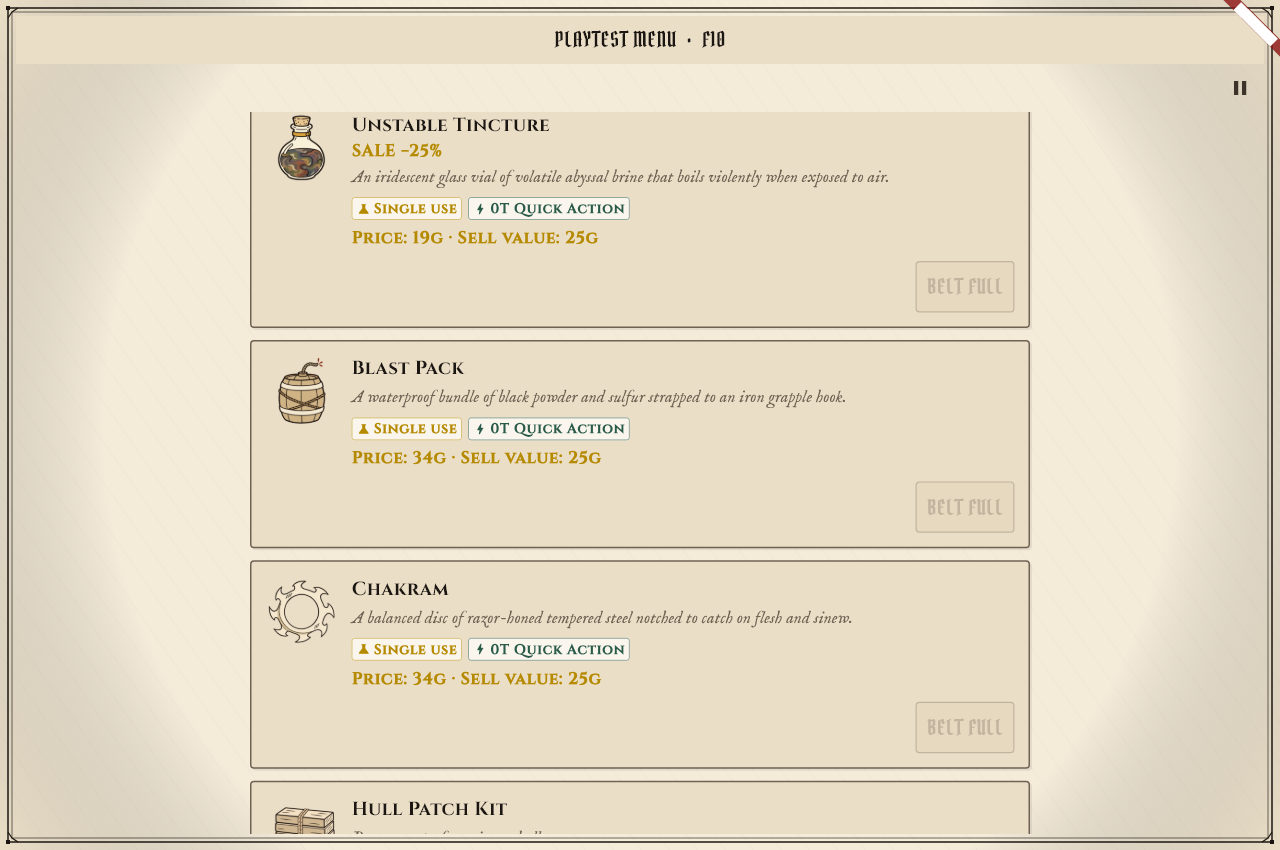 PLAYTEST MENU · F10
Unstable Tincture
SALE −25%
An iridescent glass vial of volatile abyssal brine that boils violently when exposed to air.
Single use 0T Quick Action
Price: 19G · Sell value: 25G
BELT FULL
Blast Pack
A waterproof bundle of black powder and sulfur strapped to an iron grapple hook.
Single use 0T Quick Action
Price: 34G · Sell value: 25G
BELT FULL
Chakram
A balanced disc of razor-honed tempered steel notched to catch on flesh and sinew.
Single use 0T Quick Action
Price: 34G · Sell value: 25G
BELT FULL
Hull Patch Kit